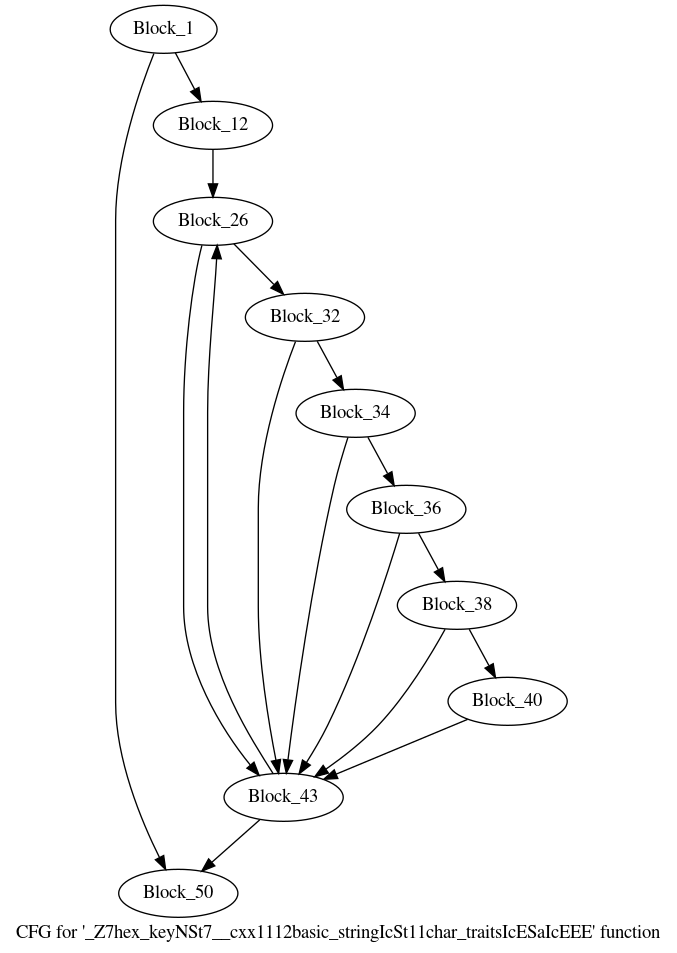 Block_1
Block_12
Block_26
Block_32
Block_34
Block_36
Block_38
Block_40
Block_43
Block_50
CFG for '_Z7hex_keyNSt7__cxx1112basic_stringIcSt11char_traitsIcESaIcEEE' function